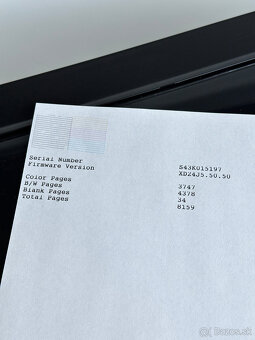 Serial Number S43K015197
Firmware Version XD24J5.50.50
Color Pages 3747
B/W Pages 4378
Blank Pages 34
Total Pages 8159
sbazos.sk